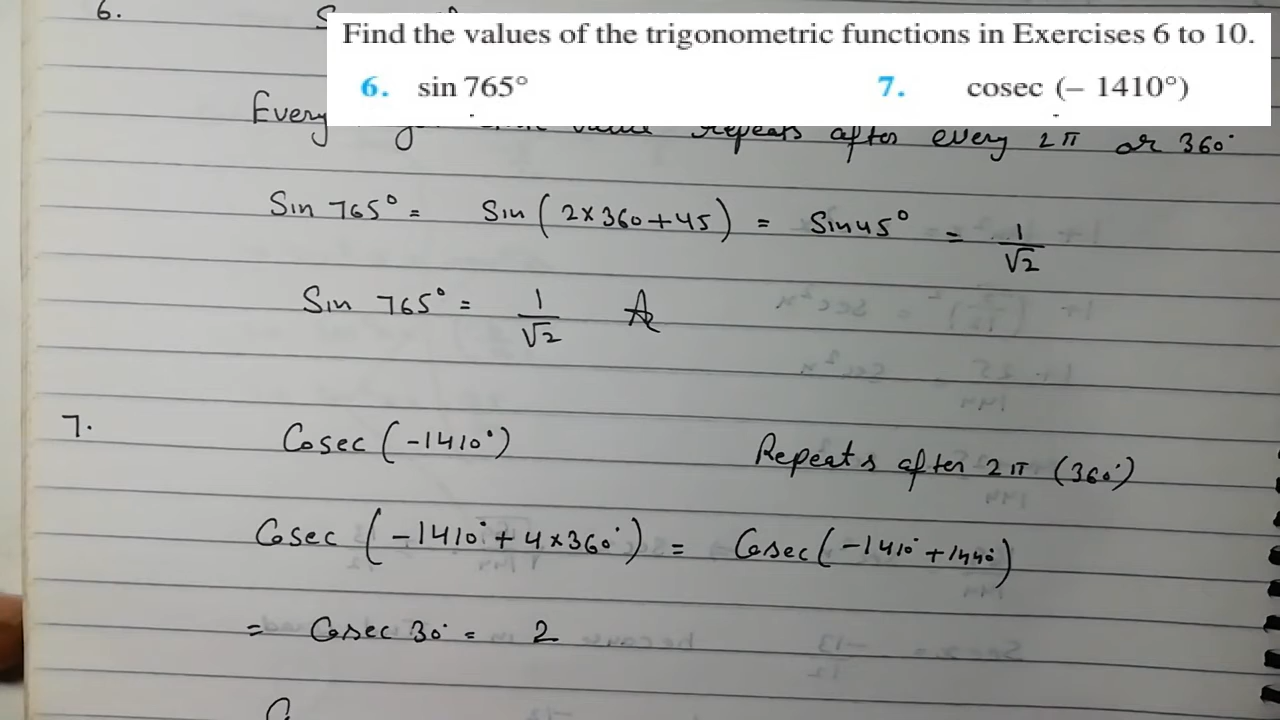 6.
Find the values of the trigonometric functions in Exercises 6 to 10.
6. sin 765° 7. cosec (– 1410°)
Every value repeats after every 2π or 360°
Sin 765° = Sin (2×360+45) = Sin45° = 1/√2
Sin 765° = 1/√2 A
7. Cosec (-1410°) Repeats after 2π (360°)
Cosec (-1410° + 4×360°) = Cosec (-1410° + 1440°)
= Cosec 30° = 2